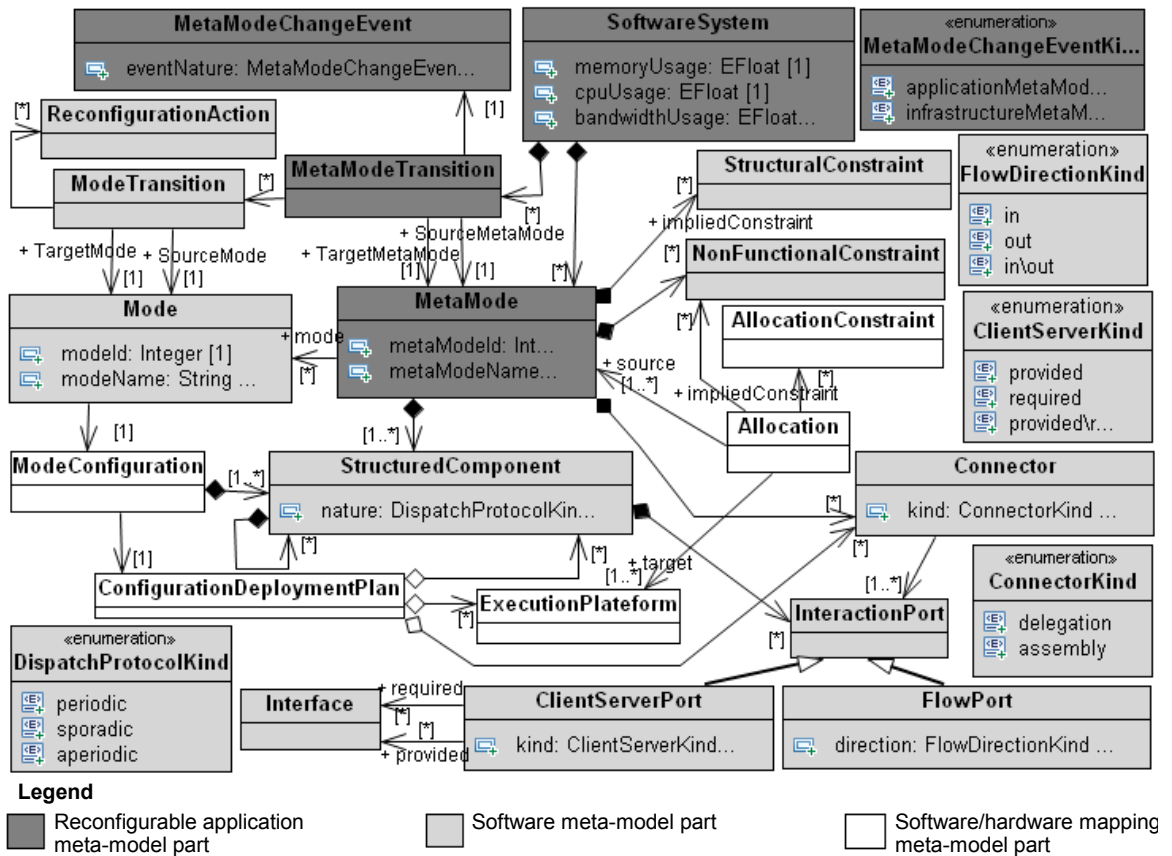 MetaModeChangeEvent
eventNature: MetaModeChangeEven...
SoftwareSystem
memoryUsage: EFloat [1]
cpuUsage: EFloat [1]
bandwidthUsage: EFloat...
«enumeration»
MetaModeChangeEventKi...
applicationMetaMod...
infrastructureMetaM...
[*]
ReconfigurationAction
[1]
ModeTransition
[*]
MetaModeTransition
[*]
StructuralConstraint
[*]
«enumeration»
FlowDirectionKind
in
out
in\out
+ TargetMode
+ SourceMode
[1]
[1]
+ SourceMetaMode
+ TargetMetaMode
[1]
[1]
[*]
+ impliedConstraint
[*]
NonFunctionalConstraint
Mode
modeId: Integer [1]
modeName: String ...
+ mode
[*]
MetaMode
metaModeId: Int...
metaModeName...
[*]
AllocationConstraint
[*]
«enumeration»
ClientServerKind
provided
required
provided\r...
+ source
[1..*]
+ impliedConstraint
Allocation
[1]
ModeConfiguration
[1..*]
[1..*]
StructuredComponent
nature: DispatchProtocolKin...
[*]
[*]
Connector
kind: ConnectorKind ...
[*]
[*]
[1]
ConfigurationDeploymentPlan
[*]
ExecutionPlateform
+ target
[1..*]
[1..*]
InteractionPort
[*]
«enumeration»
ConnectorKind
delegation
assembly
«enumeration»
DispatchProtocolKind
periodic
sporadic
aperiodic
Interface
+ required
[*]
[*]
+ provided
ClientServerPort
kind: ClientServerKind...
FlowPort
direction: FlowDirectionKind ...
Legend
Reconfigurable application
meta-model part
Software meta-model part
Software/hardware mapping
meta-model part